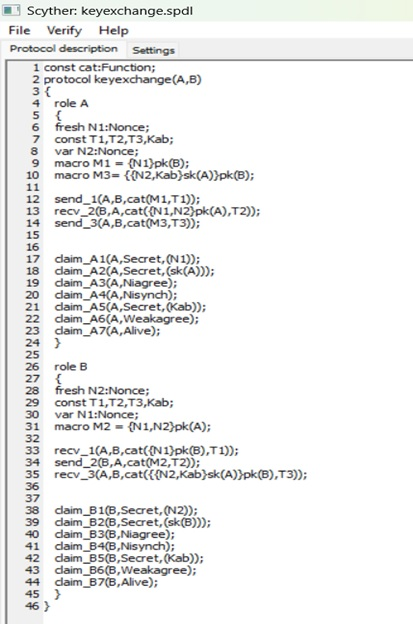 Scyther: keyexchange.spdl
File Verify Help
Protocol description Settings
1 const cat:Function;
2 protocol keyexchange(A,B)
3 {
4 role A
5 {
6 fresh N1:Nonce;
7 const T1,T2,T3,Kab;
8 var N2:Nonce;
9 macro M1 = {N1}pk(B);
10 macro M3= {{N2,Kab}sk(A)}pk(B);
11
12 send_1(A,B,cat(M1,T1));
13 recv_2(B,A,cat({N1,N2}pk(A),T2));
14 send_3(A,B,cat(M3,T3));
15
16
17 claim_A1(A,Secret,(N1));
18 claim_A2(A,Secret,(sk(A)));
19 claim_A3(A,Niagree);
20 claim_A4(A,Nisynch);
21 claim_A5(A,Secret,(Kab));
22 claim_A6(A,Weakagree);
23 claim_A7(A,Alive);
24 }
25
26 role B
27 {
28 fresh N2:Nonce;
29 const T1,T2,T3,Kab;
30 var N1:Nonce;
31 macro M2 = {N1,N2}pk(A);
32
33 recv_1(A,B,cat({N1}pk(B),T1));
34 send_2(B,A,cat(M2,T2));
35 recv_3(A,B,cat({{N2,Kab}sk(A)}pk(B),T3));
36
37
38 claim_B1(B,Secret,(N2));
39 claim_B2(B,Secret,(sk(B)));
40 claim_B3(B,Niagree);
41 claim_B4(B,Nisynch);
42 claim_B5(B,Secret,(Kab));
43 claim_B6(B,Weakagree);
44 claim_B7(B,Alive);
45 }
46 }